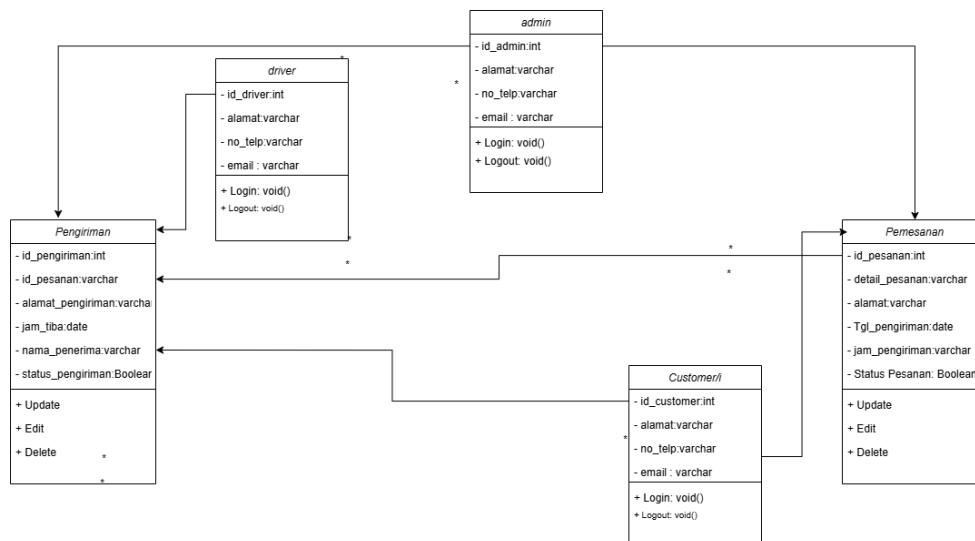 admin
- id_admin:int
- alamat:varchar
- no_telp:varchar
- email : varchar
+ Login: void()
+ Logout: void()
*
*
driver
- id_driver:int
- alamat:varchar
- no_telp:varchar
- email : varchar
+ Login: void()
+ Logout: void()
*
*
*
*
Pengiriman
- id_pengiriman:int
- id_pesanan:varchar
- alamat_pengiriman:varchar
- jam_tiba:date
- nama_penerima:varchar
- status_pengiriman:Boolean
+ Update
+ Edit
+ Delete
*
*
Customer/i
- id_customer:int
- alamat:varchar
- no_telp:varchar
- email : varchar
+ Login: void()
+ Logout: void()
*
Pemesanan
- id_pesanan:int
- detail_pesanan:varchar
- alamat:varchar
- Tgl_pengiriman:date
- jam_pengiriman:varchar
- Status Pesanan: Boolean
+ Update
+ Edit
+ Delete